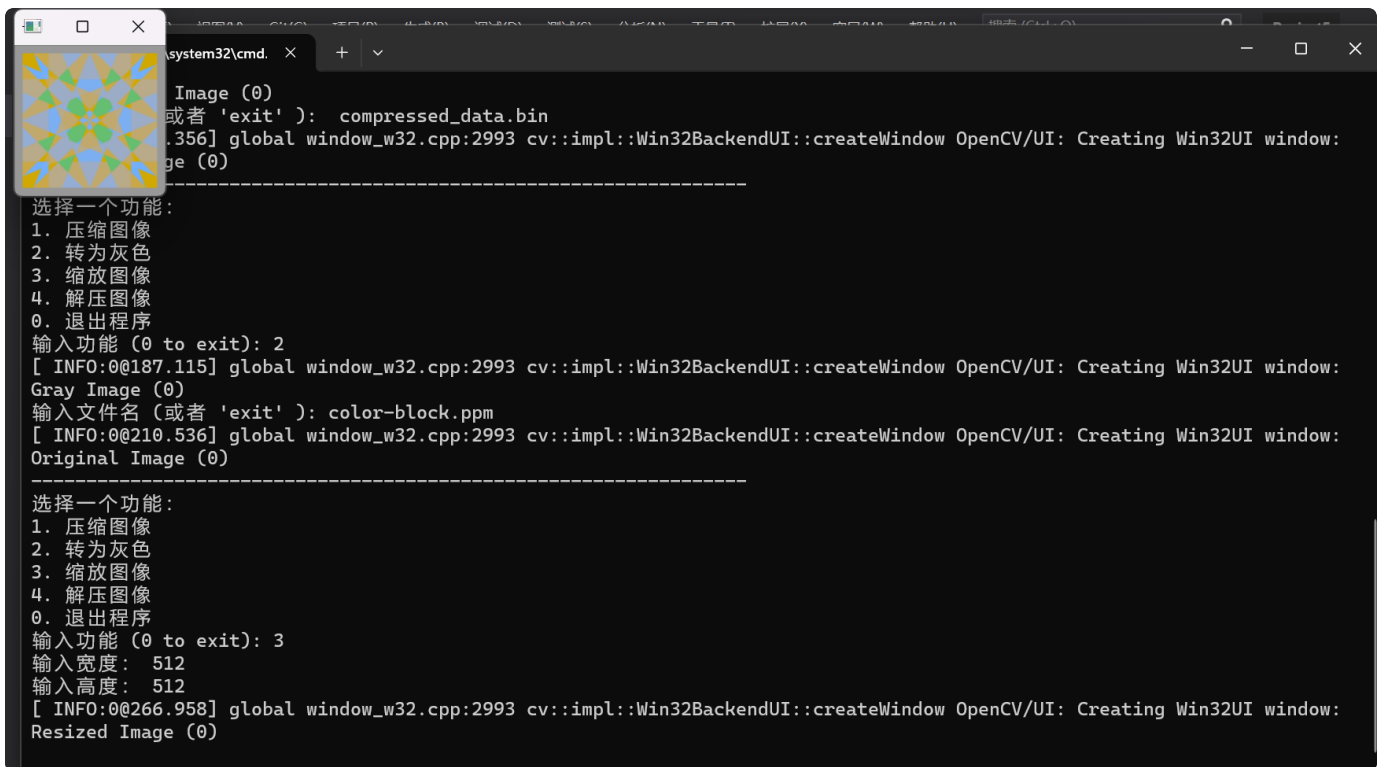 \system32\cmd.
Image (0)
或者 'exit' ):  compressed_data.bin
.356] global window_w32.cpp:2993 cv::impl::Win32BackendUI::createWindow OpenCV/UI: Creating Win32UI window:
ge (0)
-----------------------------------------------------
选择一个功能:
1. 压缩图像
2. 转为灰色
3. 缩放图像
4. 解压图像
0. 退出程序
输入功能 (0 to exit): 2
[ INFO:0@187.115] global window_w32.cpp:2993 cv::impl::Win32BackendUI::createWindow OpenCV/UI: Creating Win32UI window:
Gray Image (0)
输入文件名 (或者 'exit' ): color-block.ppm
[ INFO:0@210.536] global window_w32.cpp:2993 cv::impl::Win32BackendUI::createWindow OpenCV/UI: Creating Win32UI window:
Original Image (0)
-----------------------------------------------------------------
选择一个功能:
1. 压缩图像
2. 转为灰色
3. 缩放图像
4. 解压图像
0. 退出程序
输入功能 (0 to exit): 3
输入宽度:  512
输入高度:  512
[ INFO:0@266.958] global window_w32.cpp:2993 cv::impl::Win32BackendUI::createWindow OpenCV/UI: Creating Win32UI window:
Resized Image (0)